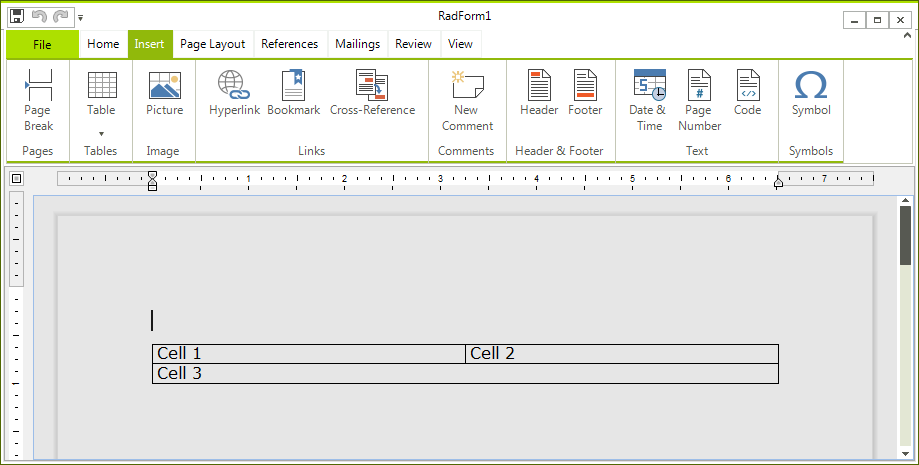 RadForm1
File Home Insert Page Layout References Mailings Review View
Page Break Table Picture Hyperlink Bookmark Cross-Reference New Comment Header Footer Date & Time Page Number Code Symbol
Pages Tables Image Links Comments Header & Footer Text Symbols
1 2 3 4 5 6 7
Cell 1 Cell 2
Cell 3